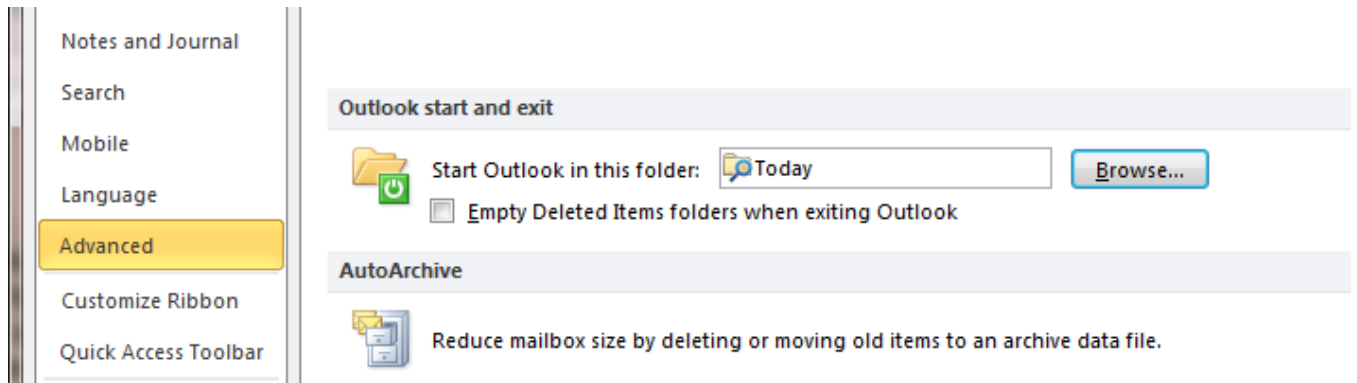 Notes and Journal
Search
Mobile
Language
Advanced
Customize Ribbon
Quick Access Toolbar
Outlook start and exit
Start Outlook in this folder: Today Browse...
Empty Deleted Items folders when exiting Outlook
AutoArchive
Reduce mailbox size by deleting or moving old items to an archive data file.